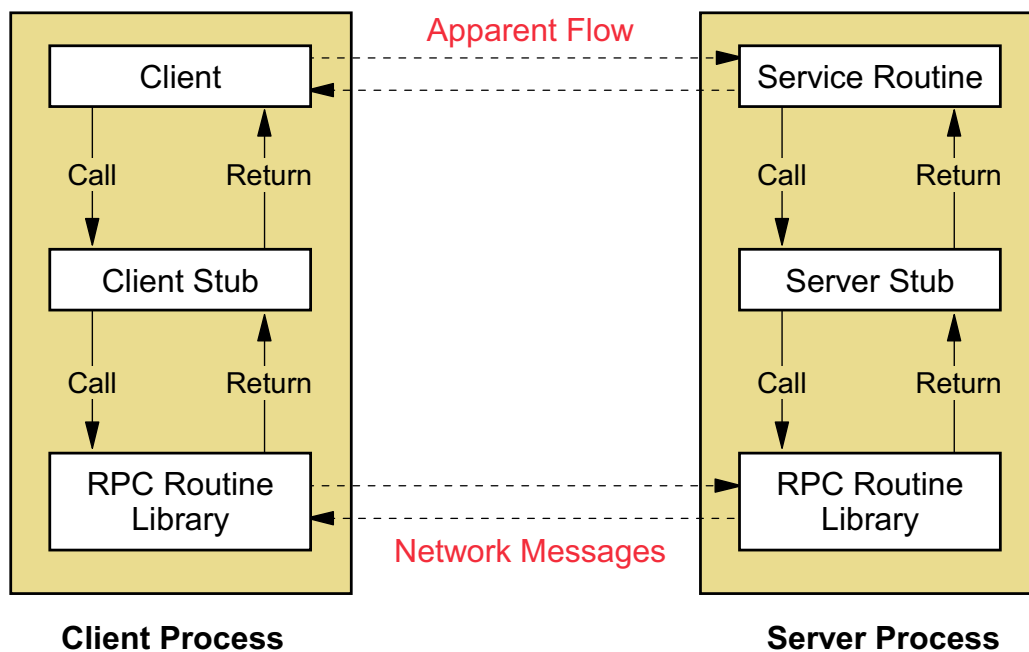 Apparent Flow
Client
Service Routine
Call
Return
Call
Return
Client Stub
Server Stub
Call
Return
Call
Return
RPC Routine
Library
RPC Routine
Library
Network Messages
Client Process
Server Process